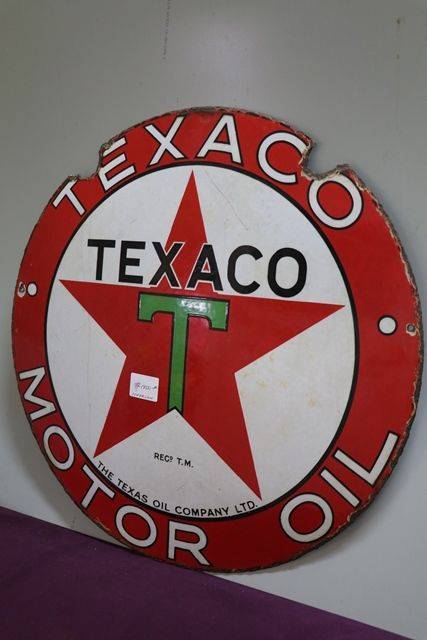 TEXACO
TEXACO
T
REGD T.M.
THE TEXAS OIL COMPANY LTD.
MOTOR OIL